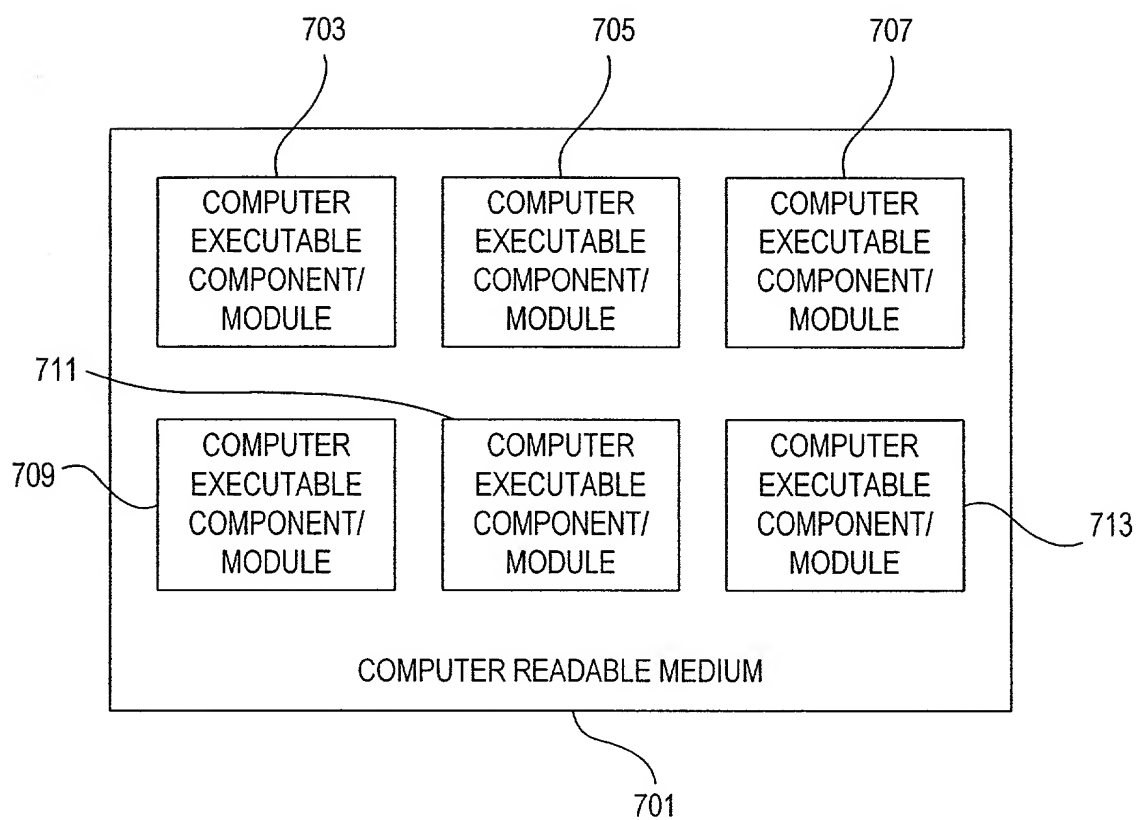 703
705
707
COMPUTER
EXECUTABLE
COMPONENT/
MODULE
COMPUTER
EXECUTABLE
COMPONENT/
MODULE
COMPUTER
EXECUTABLE
COMPONENT/
MODULE
711
709
COMPUTER
EXECUTABLE
COMPONENT/
MODULE
COMPUTER
EXECUTABLE
COMPONENT/
MODULE
COMPUTER
EXECUTABLE
COMPONENT/
MODULE
713
COMPUTER READABLE MEDIUM
701